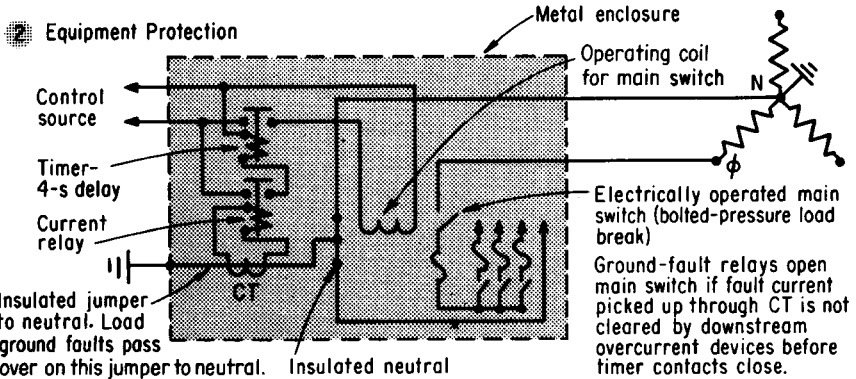 2 Equipment Protection
Metal enclosure
Operating coil
for main switch
N
Control
source
Timer-
4-s delay
Current
relay
CT
ϕ
Electrically operated main
switch (bolted-pressure load
break)
Ground-fault relays open
main switch if fault current
picked up through CT is not
cleared by downstream
overcurrent devices before
timer contacts close.
Insulated jumper
to neutral. Load
ground faults pass
over on this jumper to neutral.
Insulated neutral